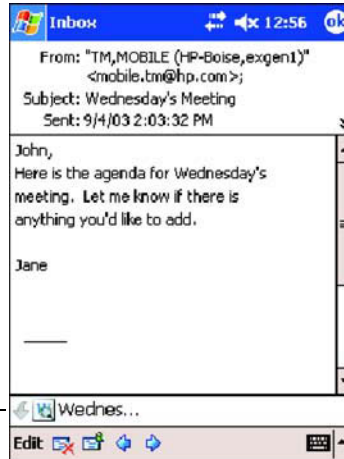 Inbox 12:56 ok
From: "TM,MOBILE (HP-Boise,exgen1)"
<mobile.tm@hp.com>;
Subject: Wednesday's Meeting
Sent: 9/4/03 2:03:32 PM
John,
Here is the agenda for Wednesday's
meeting. Let me know if there is
anything you'd like to add.
Jane
Wednes...
Edit